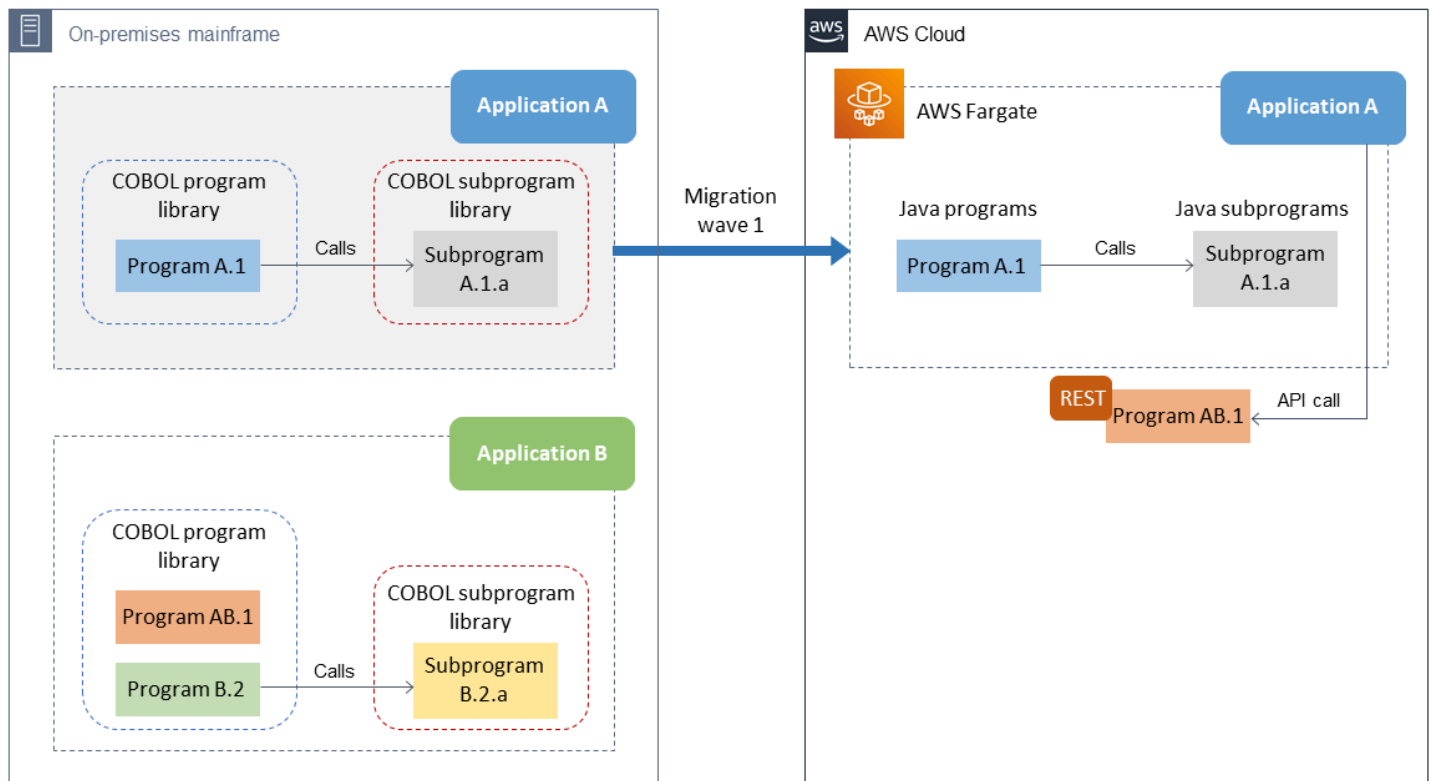 On-premises mainframe
Application A
COBOL program
library
Program A.1
Calls
COBOL subprogram
library
Subprogram
A.1.a
Application B
COBOL program
library
Program AB.1
Program B.2
Calls
COBOL subprogram
library
Subprogram
B.2.a
Migration
wave 1
aws
AWS Cloud
AWS Fargate
Application A
Java programs
Program A.1
Calls
Java subprograms
Subprogram
A.1.a
REST
Program AB.1
API call